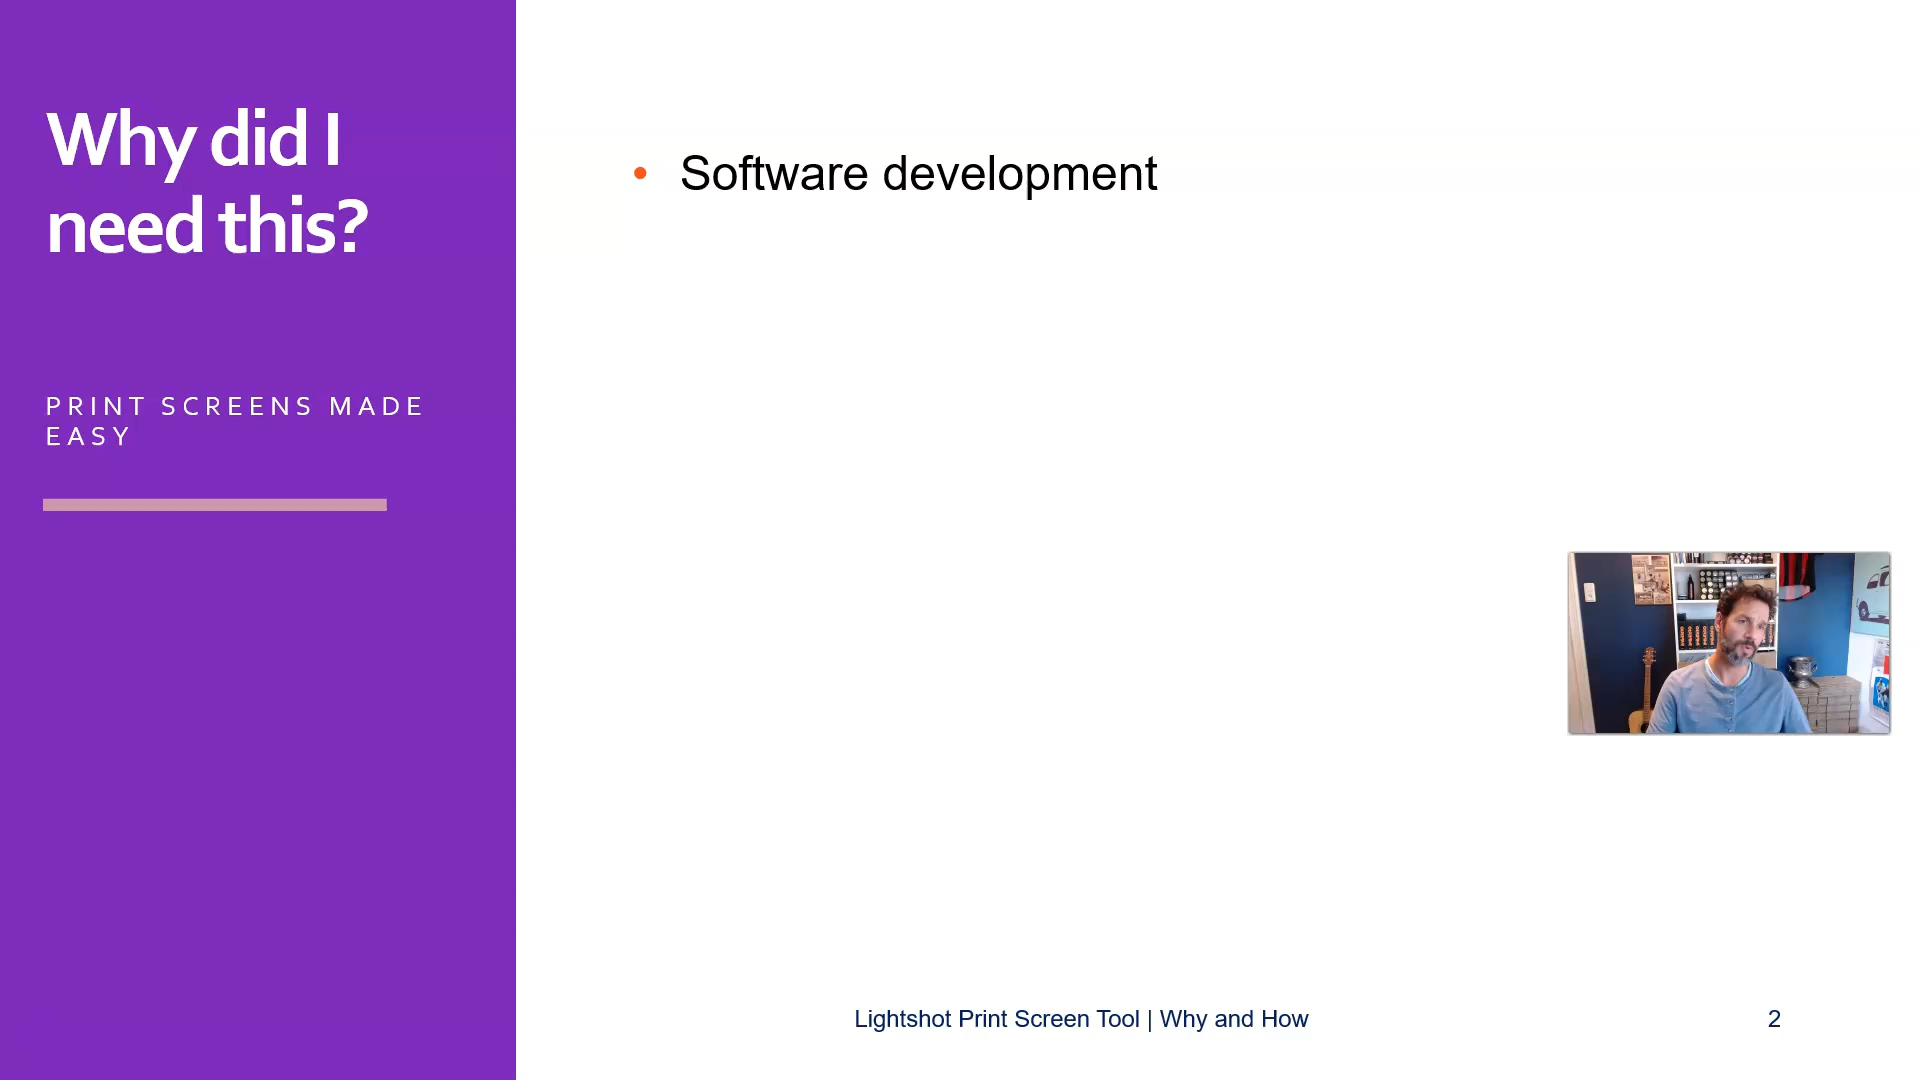 Why did I
need this?
PRINT SCREENS MADE
EASY
• Software development
Lightshot Print Screen Tool | Why and How
2